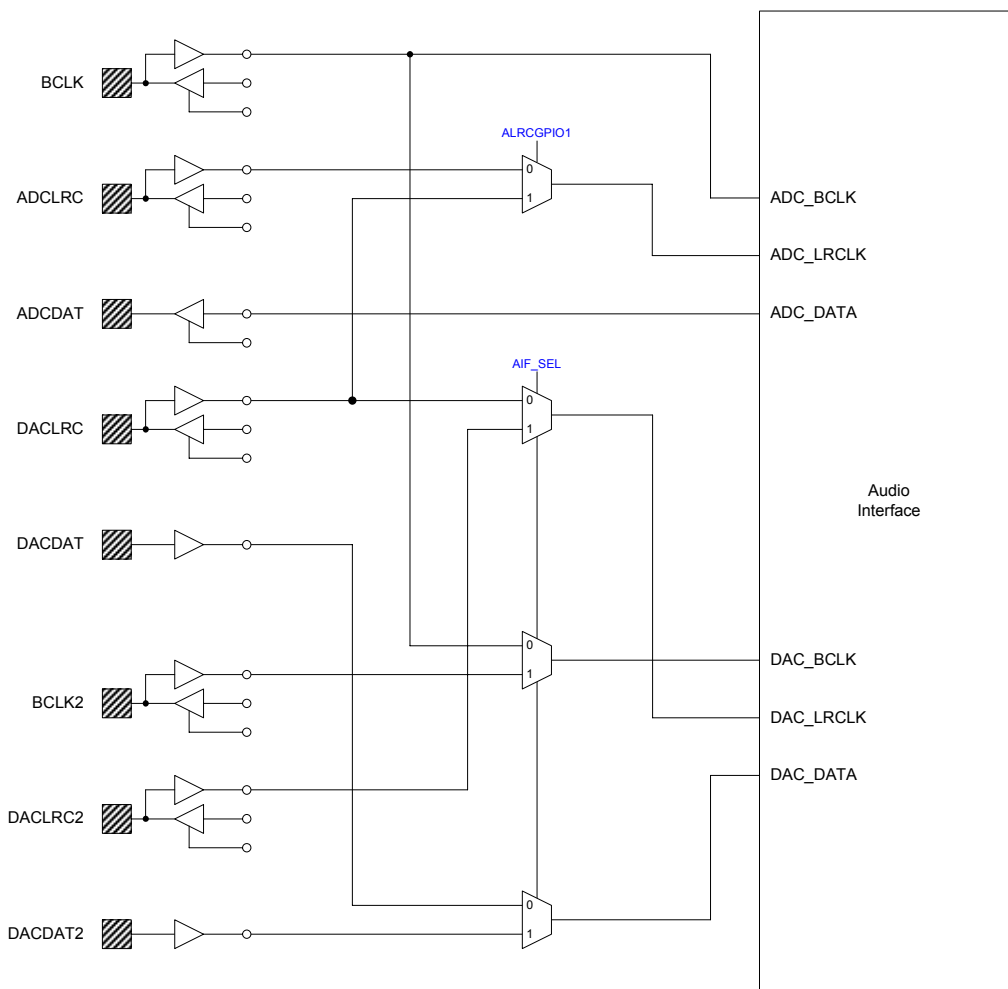 BCLK
ALRCGPIO1
0
1
ADCLRC
ADC_BCLK
ADC_LRCLK
ADCDAT
ADC_DATA
AIF_SEL
0
1
DACLRC
Audio
Interface
DACDAT
0
1
DAC_BCLK
BCLK2
DAC_LRCLK
DAC_DATA
DACLRC2
0
1
DACDAT2